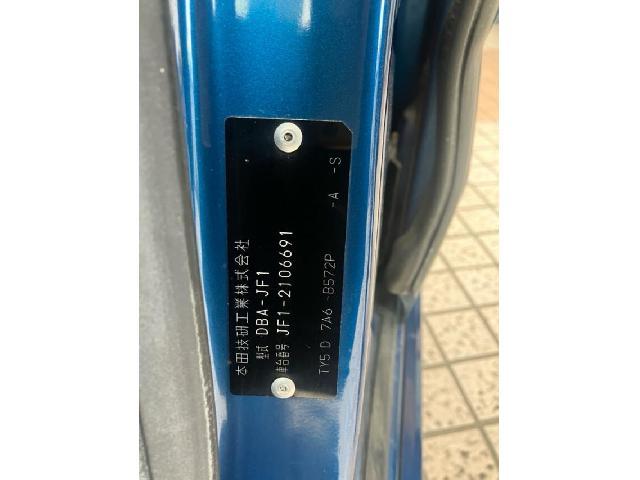 本田技研工業株式会社
型式 DBA-JF1
車台番号 JF1-2106691
TY5 D 7A6 -B572P -A -S